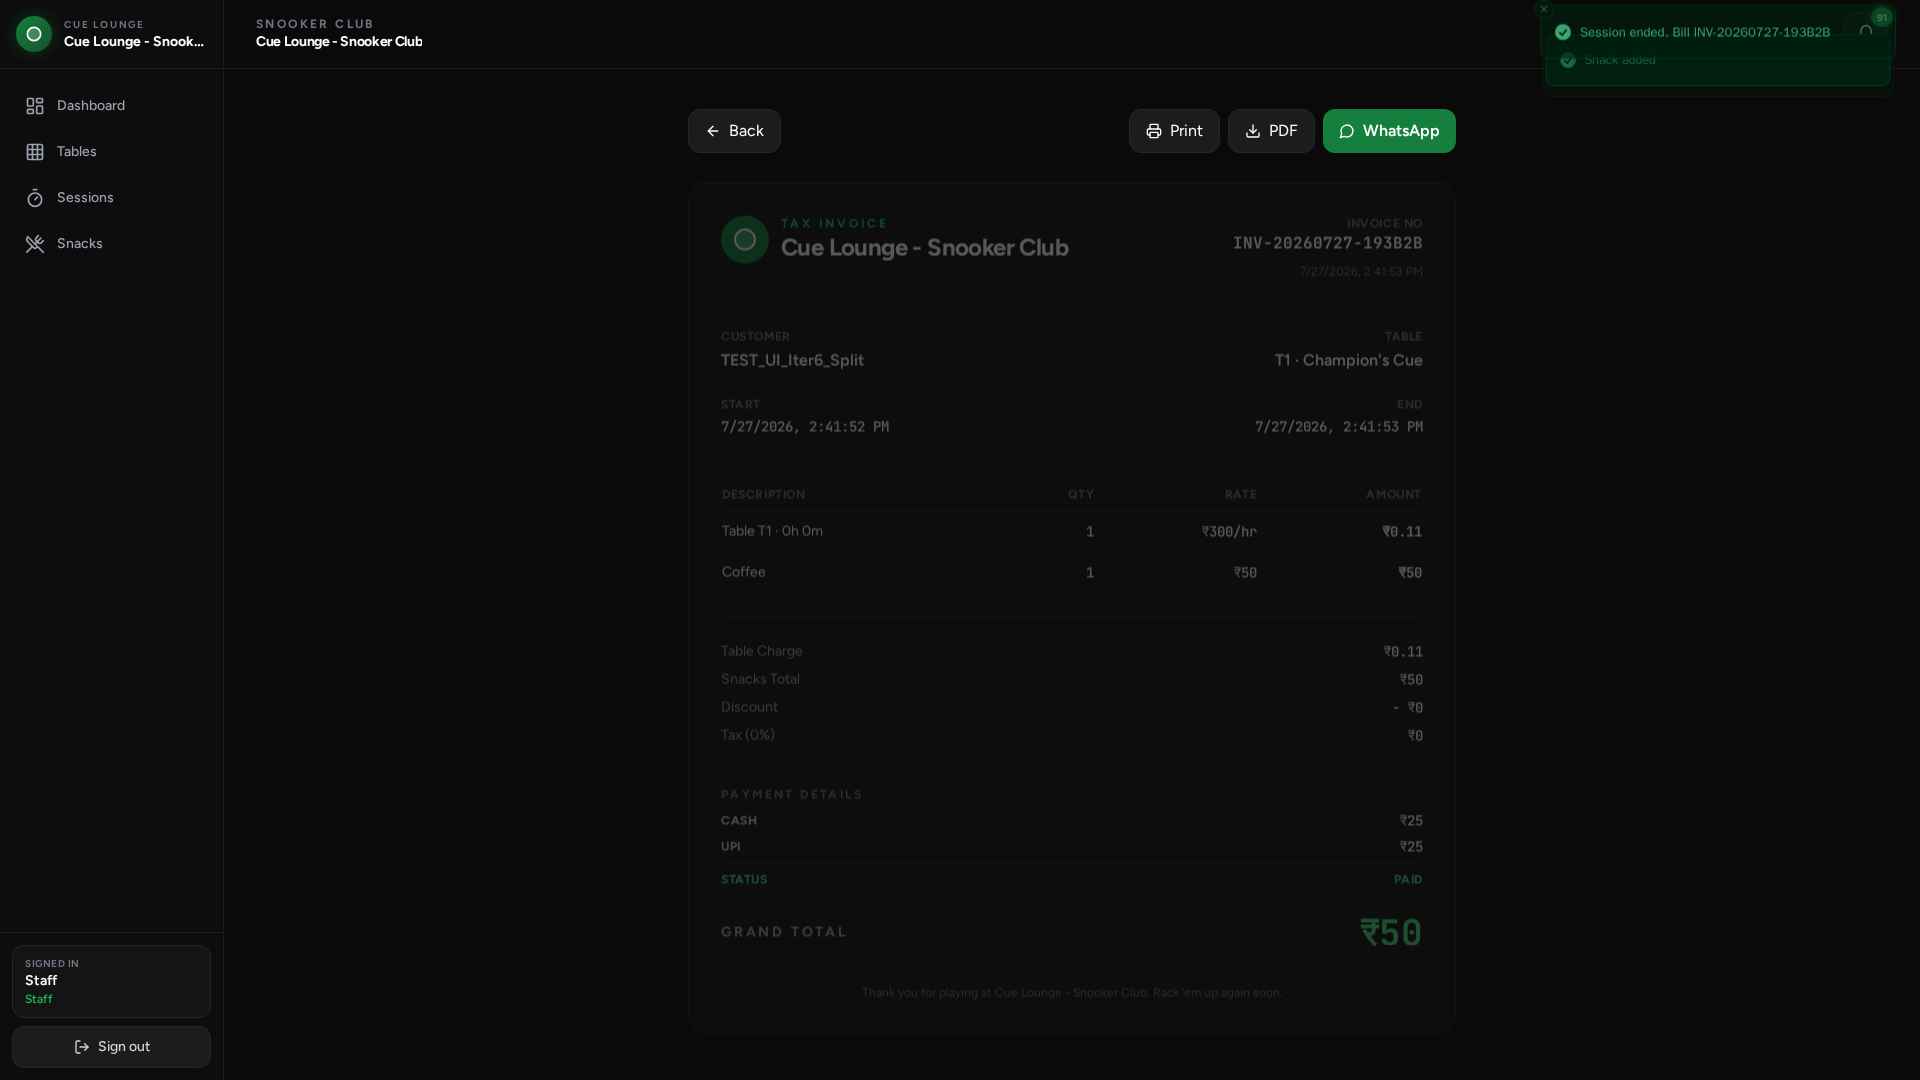 CUE LOUNGE
Cue Lounge - Snook...
SNOOKER CLUB
Cue Lounge - Snooker Club
91
Session ended. Bill INV-20260727-193B2B
Snack added
Dashboard
Tables
Sessions
Snacks
Back
Print
PDF
WhatsApp
TAX INVOICE
Cue Lounge - Snooker Club
INVOICE NO
INV-20260727-193B2B
7/27/2026, 2:41:53 PM
CUSTOMER
TABLE
TEST_UI_Iter6_Split
T1 · Champion's Cue
START
END
7/27/2026, 2:41:52 PM
7/27/2026, 2:41:53 PM
DESCRIPTION QTY RATE AMOUNT
Table T1 · 0h 0m 1 ₹300/hr ₹0.11
Coffee 1 ₹50 ₹50
Table Charge ₹0.11
Snacks Total ₹50
Discount - ₹0
Tax (0%) ₹0
PAYMENT DETAILS
CASH ₹25
UPI ₹25
STATUS PAID
GRAND TOTAL ₹50
Thank you for playing at Cue Lounge - Snooker Club. Rack 'em up again soon.
SIGNED IN
Staff
Staff
Sign out